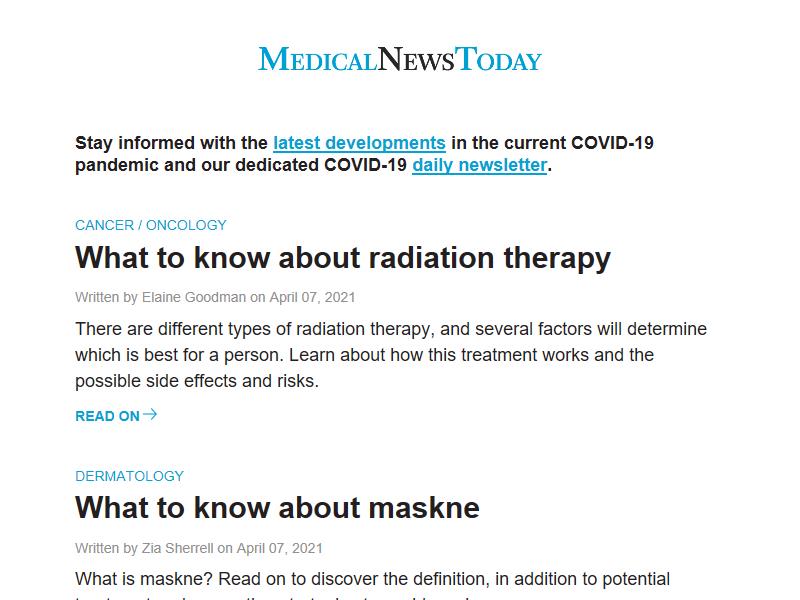 MEDICALNEWSTODAY
Stay informed with the latest developments in the current COVID-19
pandemic and our dedicated COVID-19 daily newsletter.
CANCER / ONCOLOGY
What to know about radiation therapy
Written by Elaine Goodman on April 07, 2021
There are different types of radiation therapy, and several factors will determine
which is best for a person. Learn about how this treatment works and the
possible side effects and risks.
READ ON →
DERMATOLOGY
What to know about maskne
Written by Zia Sherrell on April 07, 2021
What is maskne? Read on to discover the definition, in addition to potential